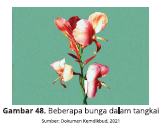 Gambar 48. Beberapa bunga dalam tangkai
Sumber: Dokumen Kemdikbud, 2021